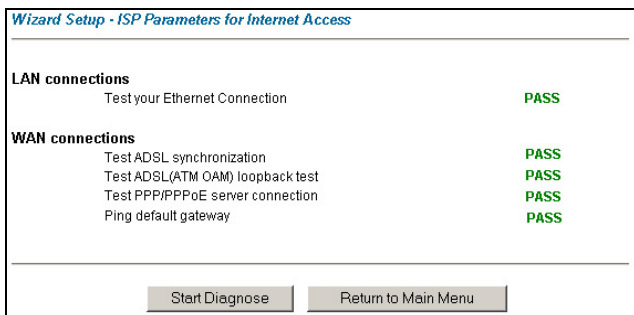 Wizard Setup - ISP Parameters for Internet Access
LAN connections
Test your Ethernet Connection PASS
WAN connections
Test ADSL synchronization PASS
Test ADSL(ATM OAM) loopback test PASS
Test PPP/PPPoE server connection PASS
Ping default gateway PASS
Start Diagnose Return to Main Menu